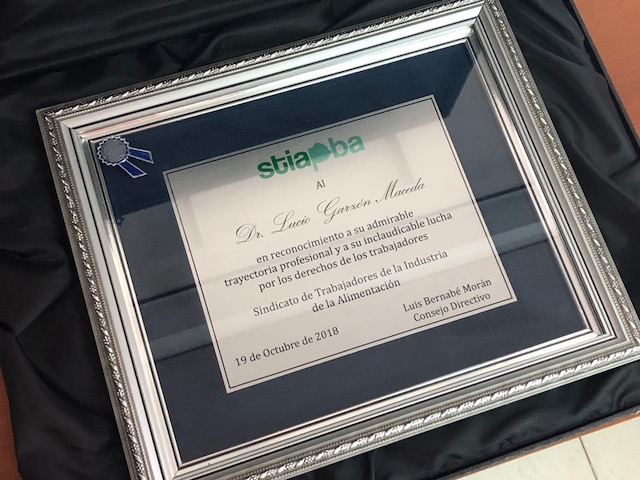 stiapba
Al
Dr. Lucio Garzón Maceda
en reconocimiento a su admirable
trayectoria profesional y a su inclaudicable lucha
por los derechos de los trabajadores
Sindicato de Trabajadores de la Industria
de la Alimentación
19 de Octubre de 2018
Luis Bernabé Morán
Consejo Directivo